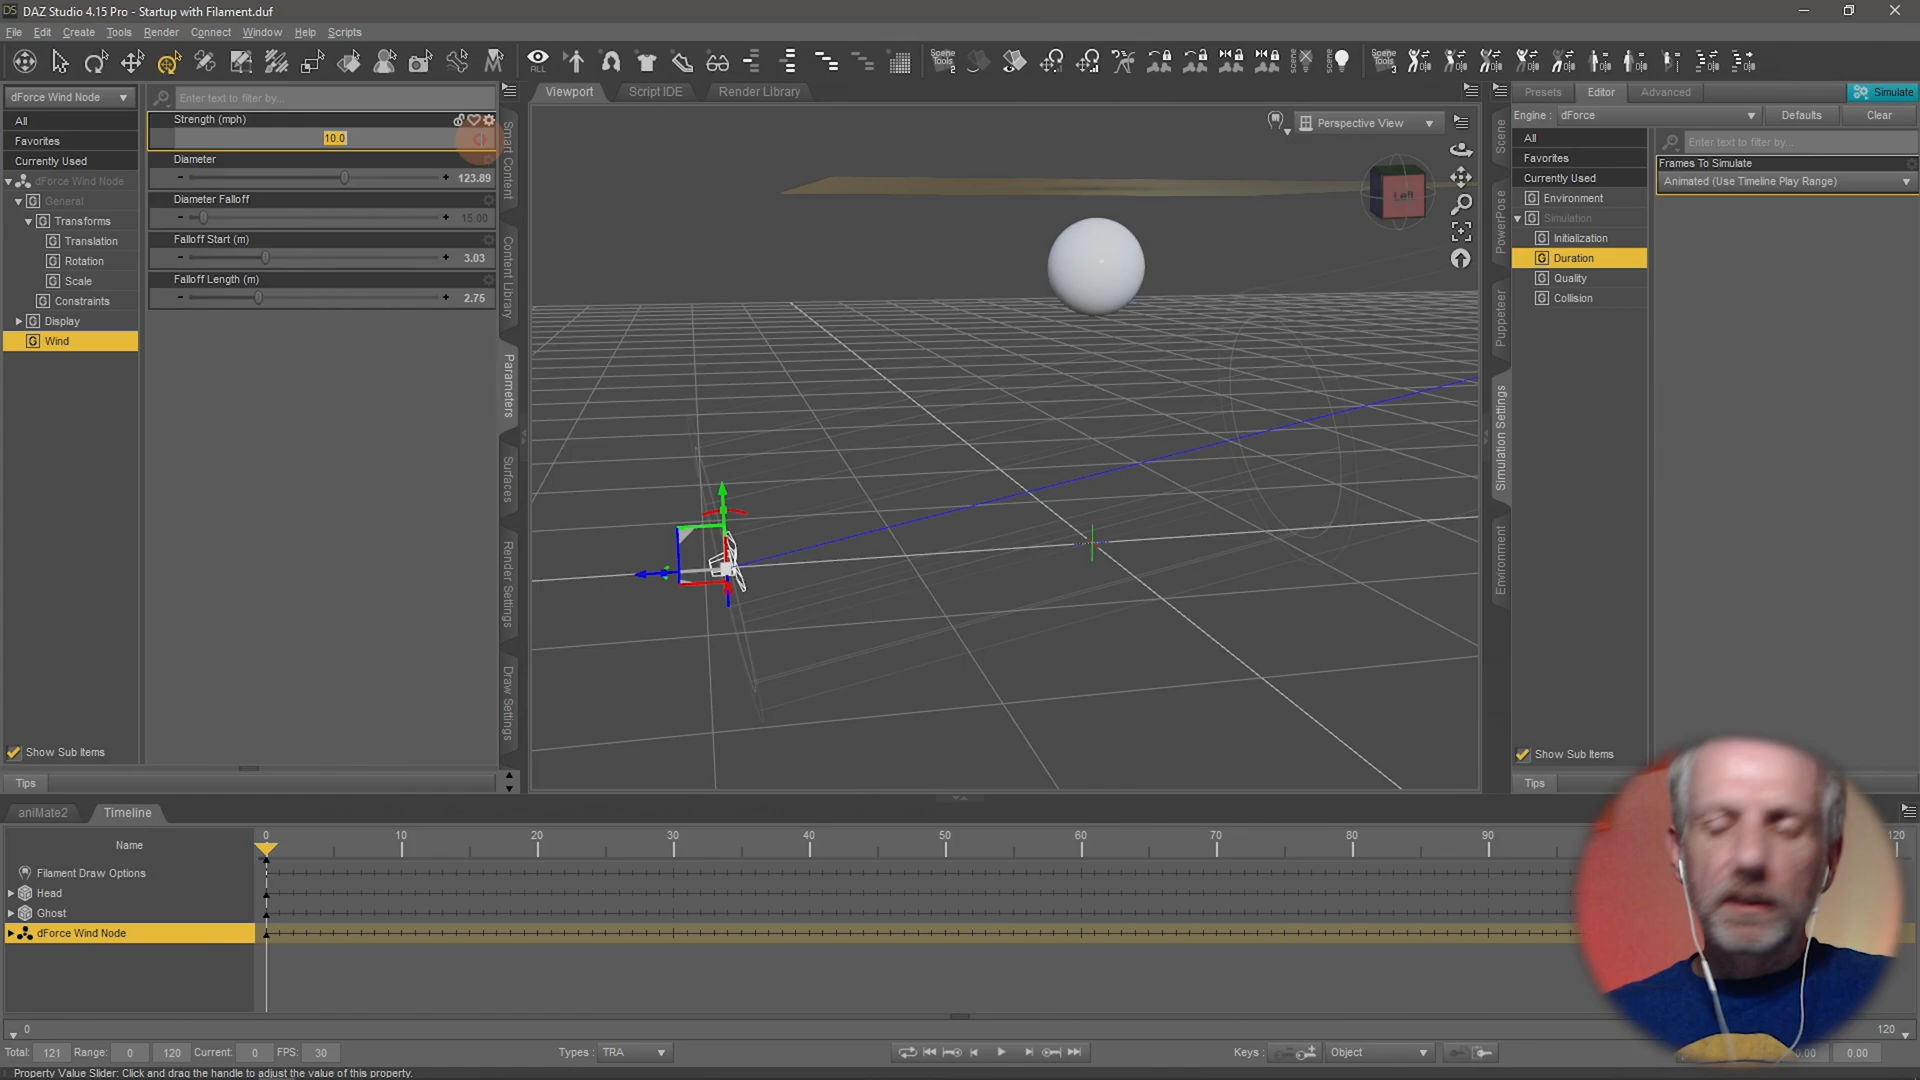 DAZ Studio 4.15 Pro - Startup with Filament.duf
File Edit Create Tools Render Connect Window Help Scripts
ALL
Scene Tools 2
Scene Tools 3
dForce Wind Node
Enter text to filter by...
All
Favorites
Currently Used
dForce Wind Node
General
Transforms
Translation
Rotation
Scale
Constraints
Display
Wind
Show Sub Items
Tips
Strength (mph)
10.0
Diameter
123.89
Diameter Falloff
15.00
Falloff Start (m)
3.03
Falloff Length (m)
2.75
Smart Content
Content Library
Parameters
Surfaces
Render Settings
Draw Settings
Viewport Script IDE Render Library
Perspective View
Left
Scene
PowerPose
Puppeteer
Simulation Settings
Environment
Presets Editor Advanced
Simulate
Engine : dForce Defaults Clear
All
Favorites
Currently Used
Environment
Simulation
Initialization
Duration
Quality
Collision
Show Sub Items
Tips
Enter text to filter by...
Frames To Simulate
Animated (Use Timeline Play Range)
aniMate2 Timeline
Name
0 10 20 30 40 50 60 70 80 90 120
Filament Draw Options
Head
Ghost
dForce Wind Node
0 120
Total: 121 Range: 0 120 Current: 0 FPS: 30 Types : TRA Keys : Object 0.00 0.00
Property Value Slider: Click and drag the handle to adjust the value of this property.